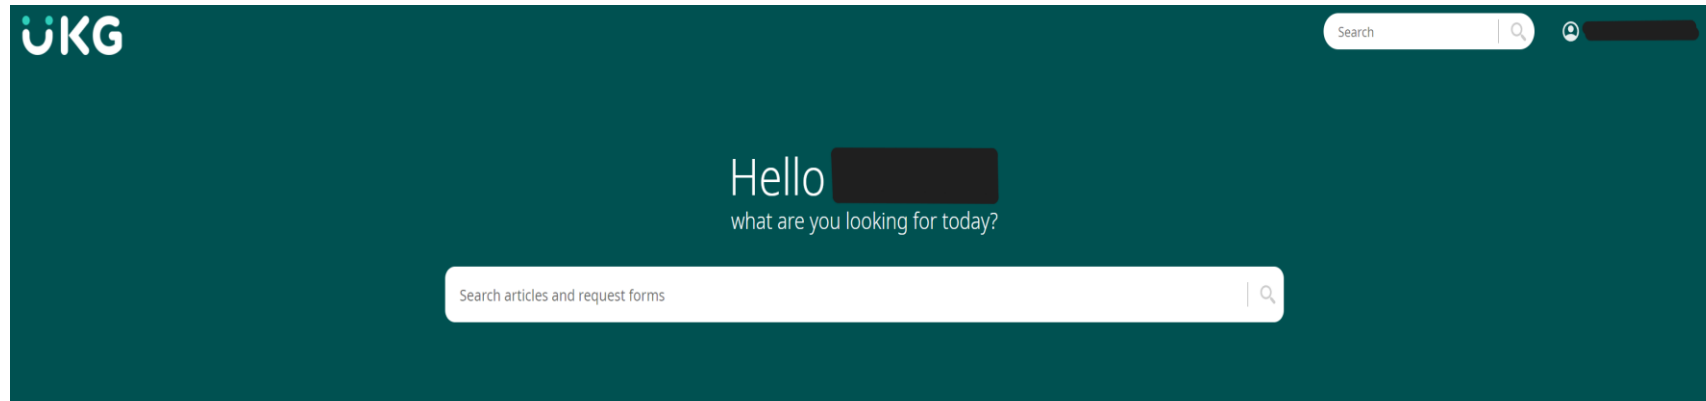 UKG
Search
Hello
what are you looking for today?
Search articles and request forms